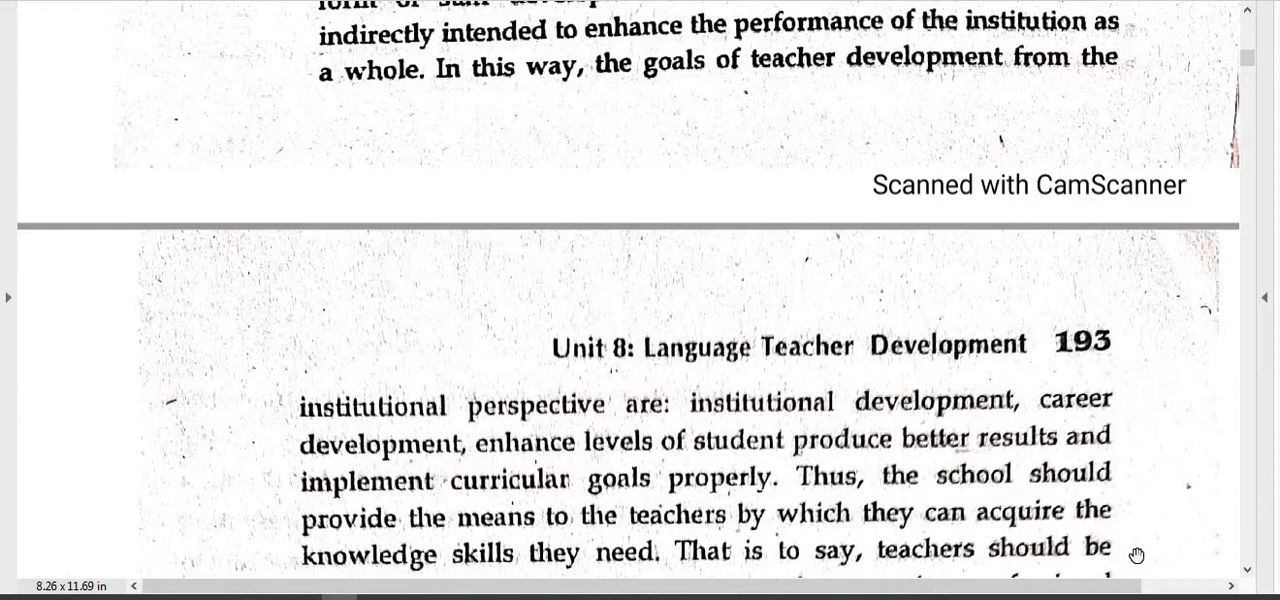 indirectly intended to enhance the performance of the institution as
a whole. In this way, the goals of teacher development from the
Scanned with CamScanner
Unit 8: Language Teacher Development 193
institutional perspective are: institutional development, career
development, enhance levels of student produce better results and
implement curricular goals properly. Thus, the school should
provide the means to the teachers by which they can acquire the
knowledge skills they need. That is to say, teachers should be
8.26 x 11.69 in